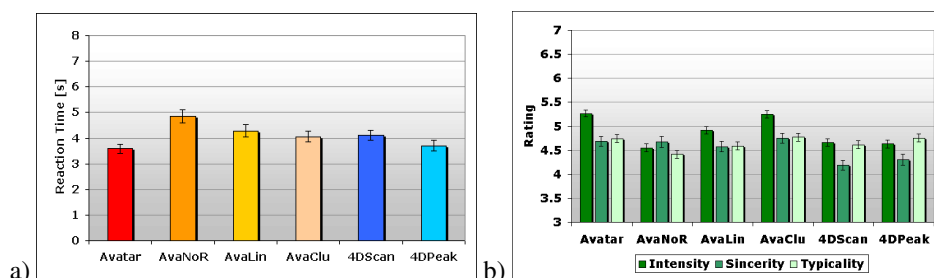 a)
Reaction Time [s]
8
7
6
5
4
3
2
1
0
Avatar AvaNoR AvaLin AvaClu 4DScan 4DPeak
b)
Rating
7
6.5
6
5.5
5
4.5
4
3.5
3
Avatar AvaNoR AvaLin AvaClu 4DScan 4DPeak
Intensity Sincerity Typicality